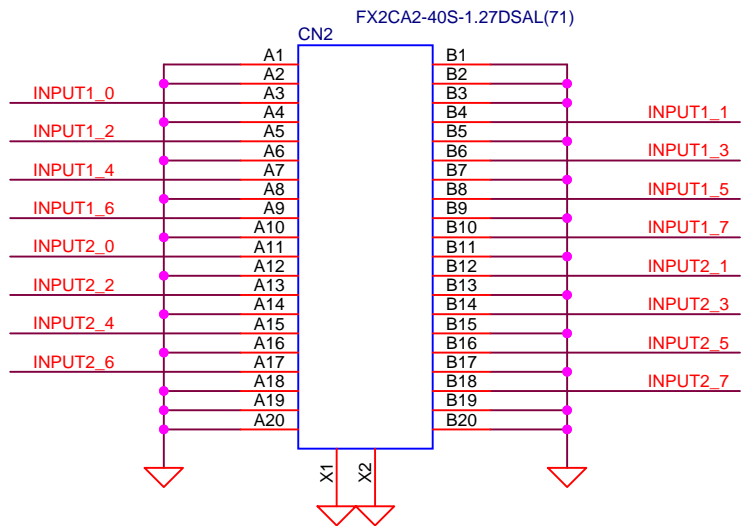 FX2CA2-40S-1.27DSAL(71)
CN2
A1 B1
A2 B2
INPUT1_0 A3 B3
A4 B4 INPUT1_1
INPUT1_2 A5 B5
A6 B6 INPUT1_3
INPUT1_4 A7 B7
A8 B8 INPUT1_5
INPUT1_6 A9 B9
A10 B10 INPUT1_7
INPUT2_0 A11 B11
A12 B12 INPUT2_1
INPUT2_2 A13 B13
A14 B14 INPUT2_3
INPUT2_4 A15 B15
A16 B16 INPUT2_5
INPUT2_6 A17 B17
A18 B18 INPUT2_7
A19 B19
A20 B20
X1 X2